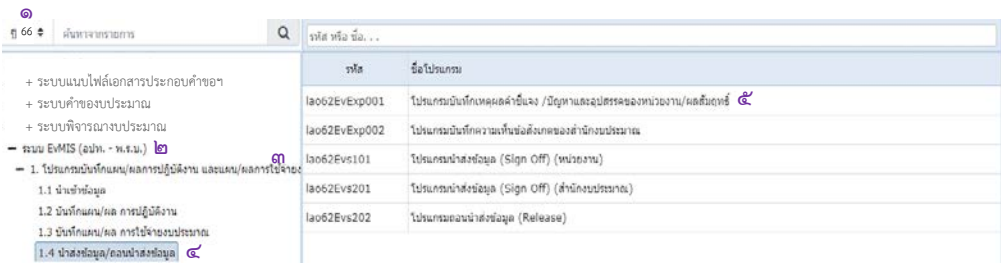 ๑
ปี 66 ค้นหาจากรายการ
+ ระบบแนบไฟล์เอกสารประกอบคำขอฯ
+ ระบบคำของบประมาณ
+ ระบบพิจารณางบประมาณ
ระบบ EvMIS (อปท. - พ.ร.บ.) ๒
๓
1. โปรแกรมบันทึกแผน/ผลการปฏิบัติงาน และแผน/ผลการใช้จ่ายง
1.1 นำเข้าข้อมูล
1.2 บันทึกแผน/ผล การปฏิบัติงาน
1.3 บันทึกแผน/ผล การใช้จ่ายงบประมาณ
1.4 นำส่งข้อมูล/ถอนนำส่งข้อมูล ๔
รหัส หรือ ชื่อ. . .
รหัส ชื่อโปรแกรม
lao62EvExp001 โปรแกรมบันทึกเหตุผลคำชี้แจง /ปัญหาและอุปสรรคของหน่วยงาน/ผลสัมฤทธิ์ ๕
lao62EvExp002 โปรแกรมบันทึกความเห็นข้อสังเกตของสำนักงบประมาณ
lao62Evs101 โปรแกรมนำส่งข้อมูล (Sign Off) (หน่วยงาน)
lao62Evs201 โปรแกรมนำส่งข้อมูล (Sign Off) (สำนักงบประมาณ)
lao62Evs202 โปรแกรมถอนนำส่งข้อมูล (Release)